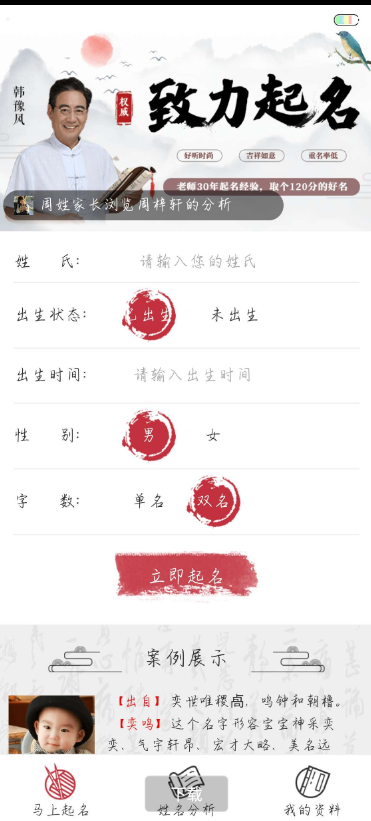 韩豫风
权威
致力起名
好听时尚
吉祥如意
重名率低
老师30年起名经验，取个120分的好名
周姓家长浏览周梓轩的分析
姓 氏:
请输入您的姓氏
出生状态:
已出生
未出生
出生时间:
请输入出生时间
性 别:
男
女
字 数:
单名
双名
立即起名
案例展示
【出自】奕世唯稷高，鸣钟和朝橹。
【奕鸣】这个名字形容宝宝神采奕
奕，气宇轩昂、宏才大略、美名远
马上起名
下载
姓名分析
我的资料